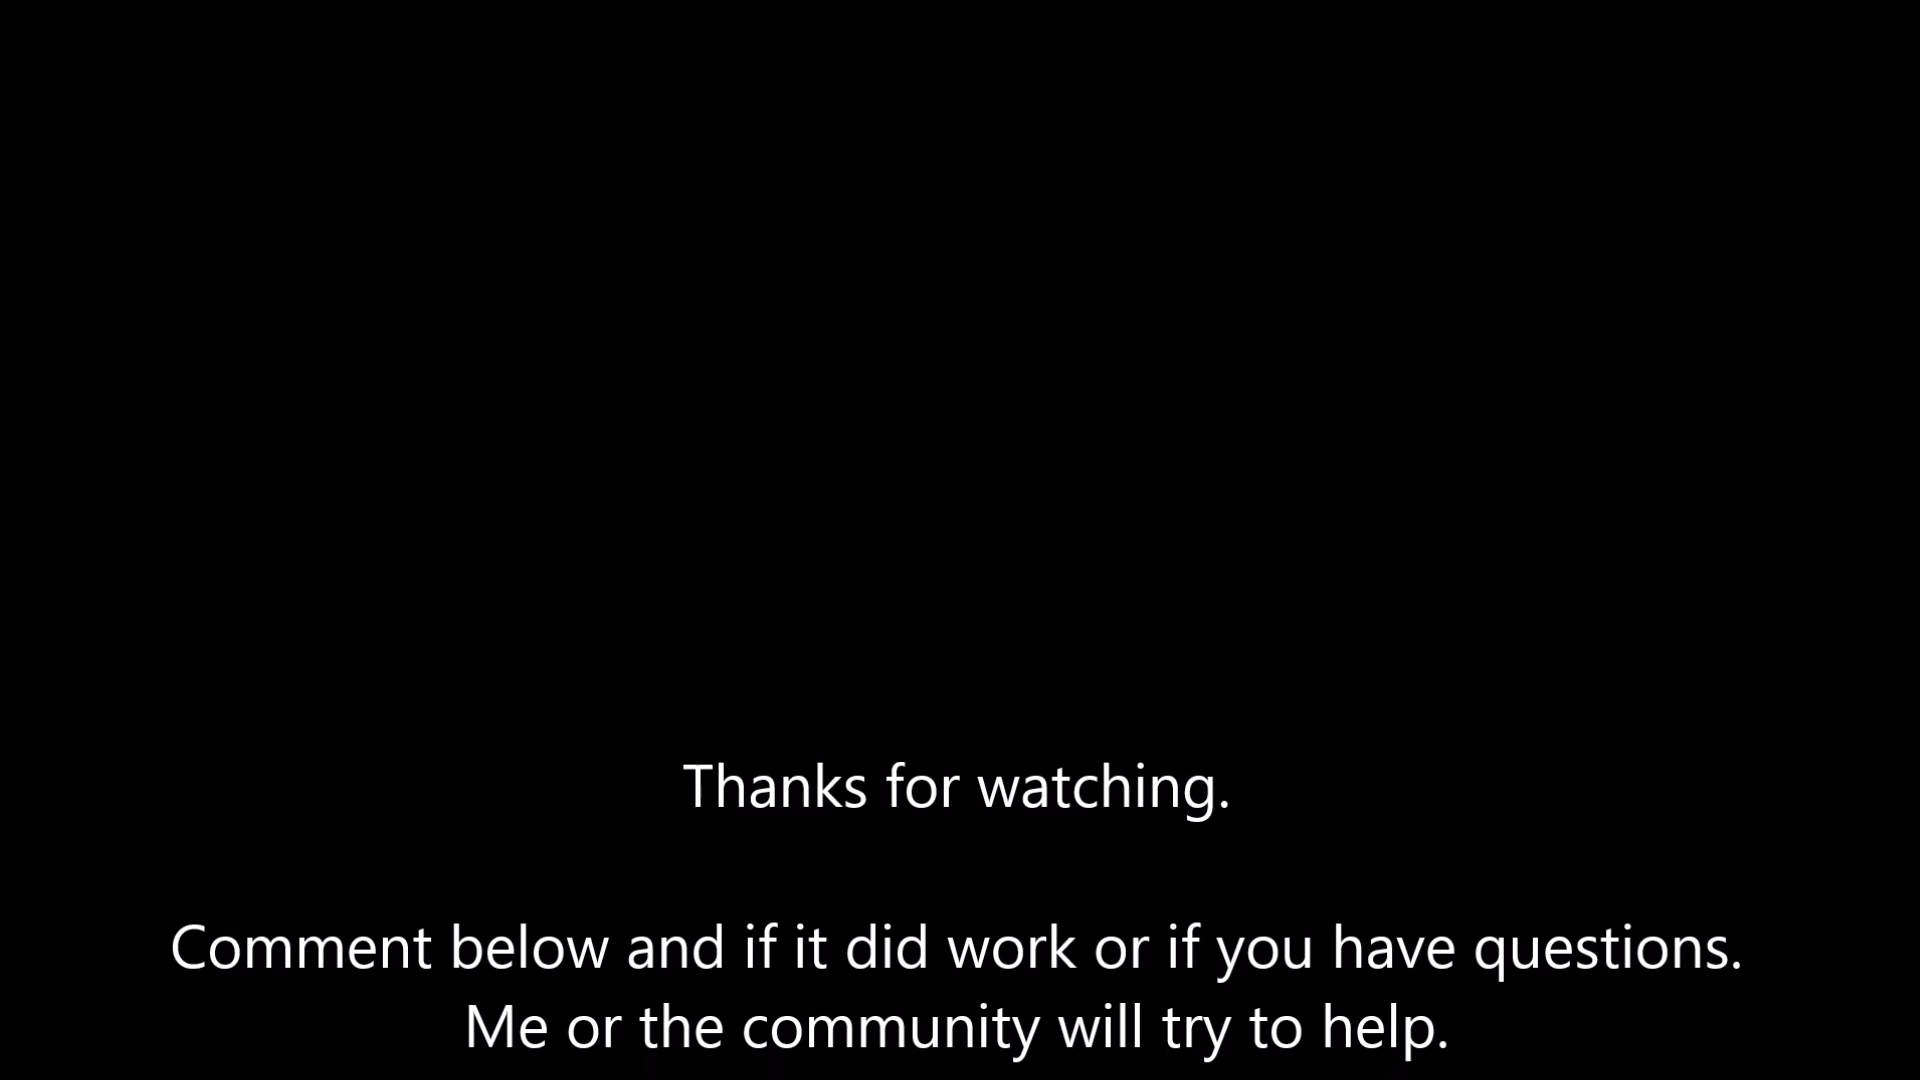 Thanks for watching.
Comment below and if it did work or if you have questions.
Me or the community will try to help.